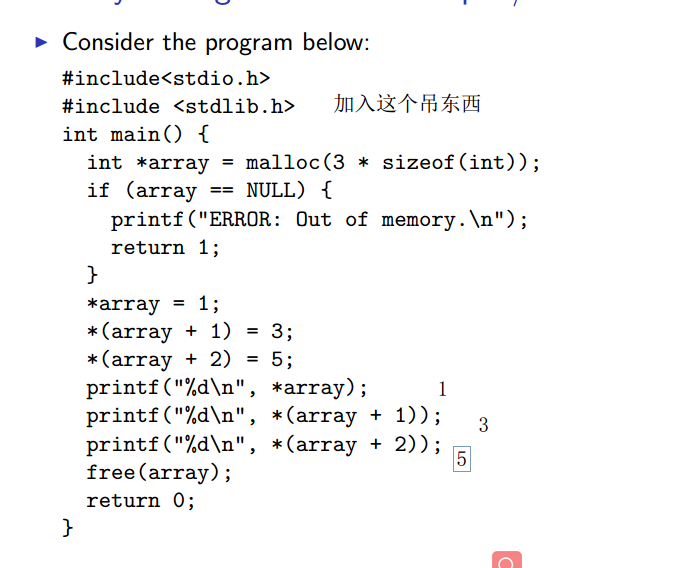 ▶ Consider the program below:
#include<stdio.h>
#include <stdlib.h> 加入这个吊东西
int main() {
  int *array = malloc(3 * sizeof(int));
  if (array == NULL) {
    printf("ERROR: Out of memory.\n");
    return 1;
  }
  *array = 1;
  *(array + 1) = 3;
  *(array + 2) = 5;
  printf("%d\n", *array); 1
  printf("%d\n", *(array + 1)); 3
  printf("%d\n", *(array + 2)); 5
  free(array);
  return 0;
}